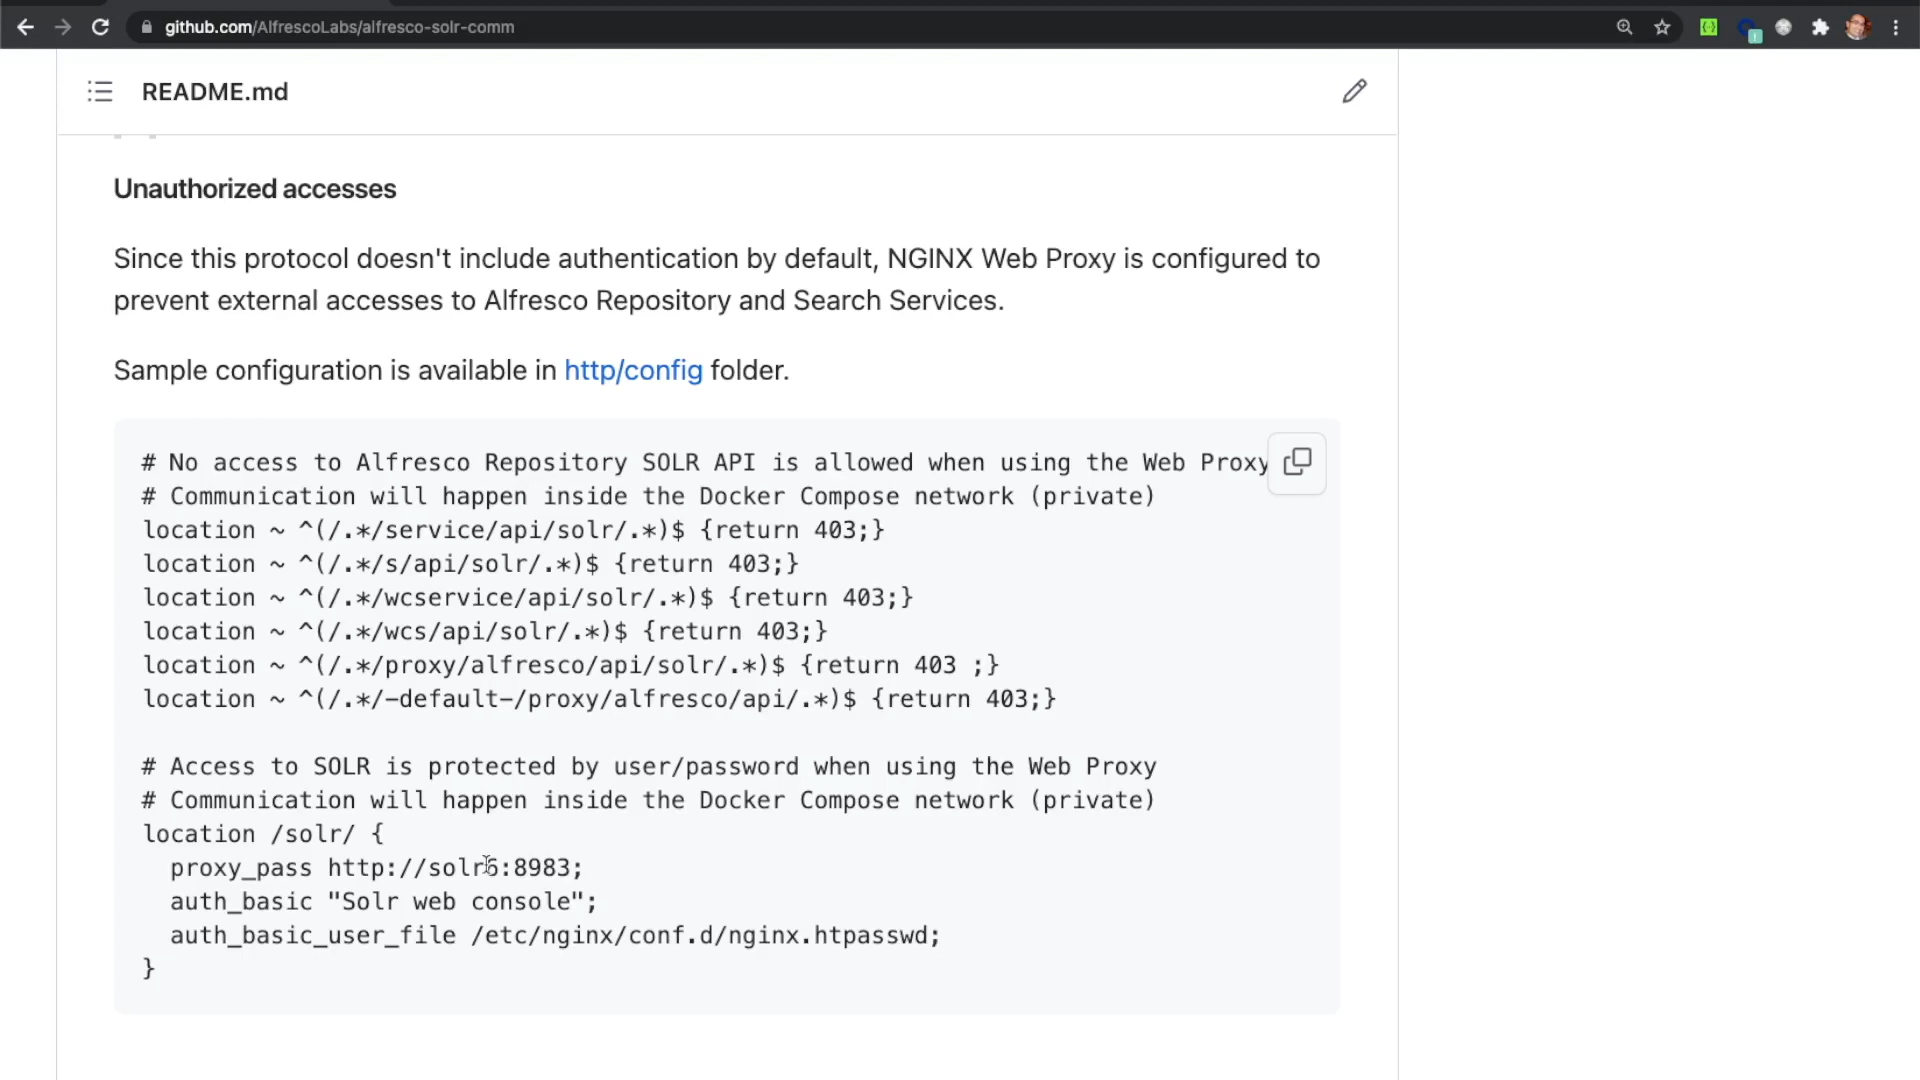 github.com/AlfrescoLabs/alfresco-solr-comm
README.md
Unauthorized accesses
Since this protocol doesn't include authentication by default, NGINX Web Proxy is configured to
prevent external accesses to Alfresco Repository and Search Services.
Sample configuration is available in http/config folder.
# No access to Alfresco Repository SOLR API is allowed when using the Web Proxy
# Communication will happen inside the Docker Compose network (private)
location ~ ^(/.*/service/api/solr/.*)$ {return 403;}
location ~ ^(/.*/s/api/solr/.*)$ {return 403;}
location ~ ^(/.*/wcservice/api/solr/.*)$ {return 403;}
location ~ ^(/.*/wcs/api/solr/.*)$ {return 403;}
location ~ ^(/.*/proxy/alfresco/api/solr/.*)$ {return 403 ;}
location ~ ^(/.*/-default-/proxy/alfresco/api/.*)$ {return 403;}
# Access to SOLR is protected by user/password when using the Web Proxy
# Communication will happen inside the Docker Compose network (private)
location /solr/ {
proxy_pass http://solr6:8983;
auth_basic "Solr web console";
auth_basic_user_file /etc/nginx/conf.d/nginx.htpasswd;
}